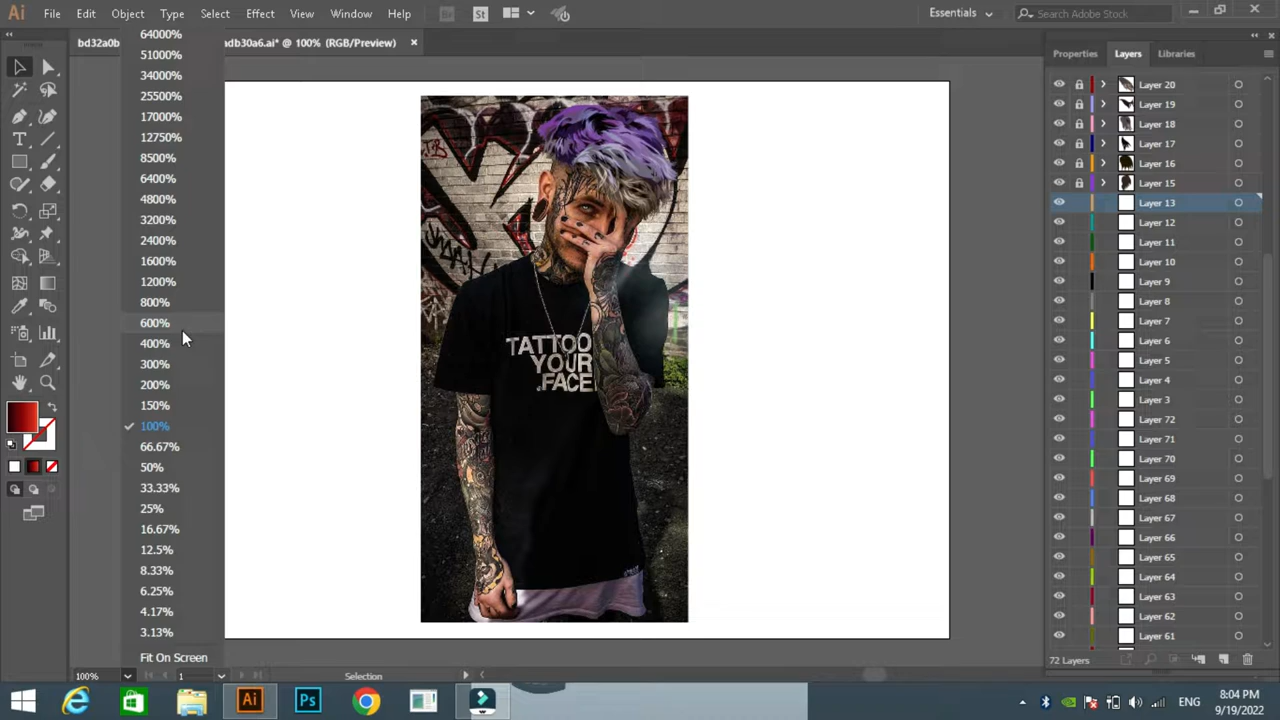 Ai File Edit Object Type Select Effect View Window Help Br St Essentials Search Adobe Stock
bd32a0b adb30a6.ai* @ 100% (RGB/Preview)
Properties Layers Libraries
64000%
51000%
34000%
25500%
17000%
12750%
8500%
6400%
4800%
3200%
2400%
1600%
1200%
800%
600%
400%
300%
200%
150%
100%
66.67%
50%
33.33%
25%
16.67%
12.5%
8.33%
6.25%
4.17%
3.13%
Fit On Screen
TATTOO
YOUR
.FACE
Layer 20
Layer 19
Layer 18
Layer 17
Layer 16
Layer 15
Layer 13
Layer 12
Layer 11
Layer 10
Layer 9
Layer 8
Layer 7
Layer 6
Layer 5
Layer 4
Layer 3
Layer 72
Layer 71
Layer 70
Layer 69
Layer 68
Layer 67
Layer 66
Layer 65
Layer 64
Layer 63
Layer 62
Layer 61
72 Layers
100% 1 Selection
Ai Ps
ENG
8:04 PM
9/19/2022